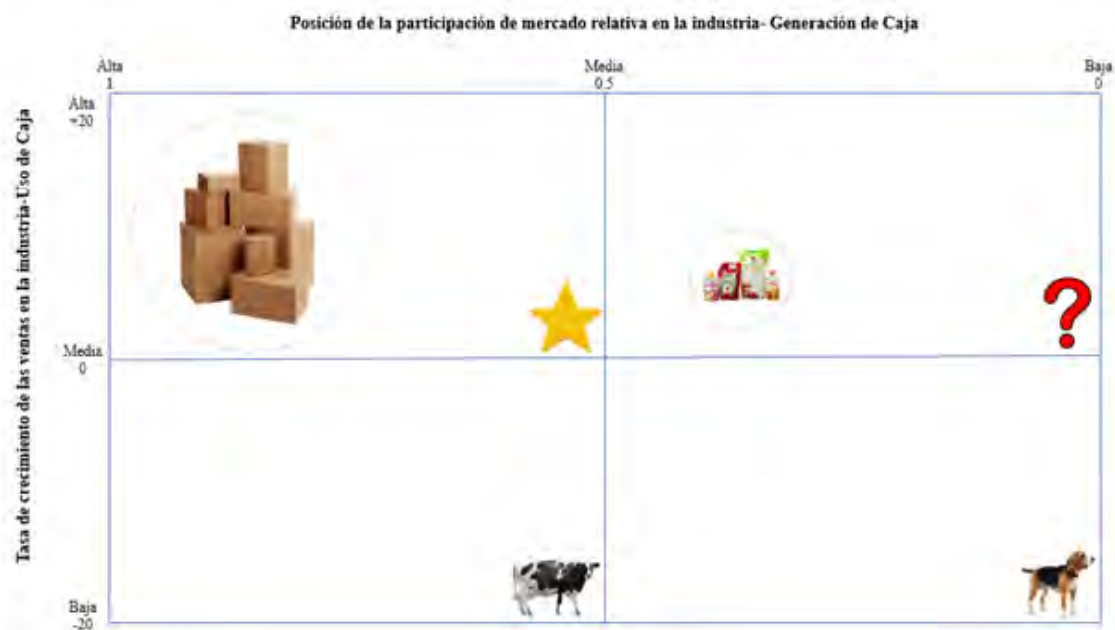 Posición de la participación de mercado relativa en la industria- Generación de Caja
Alta
1
Media
0.5
Baja
0
Alta
+20
Tasa de crecimiento de las ventas en la industria-Uso de Caja
Media
0
Baja
-20